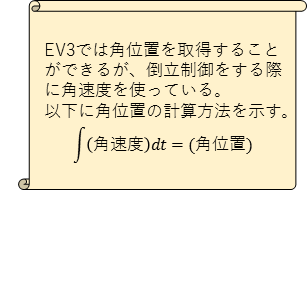 EV3では角位置を取得すること
ができるが、倒立制御をする際
に角速度を使っている。
以下に角位置の計算方法を示す。
∫(角速度)dt = (角位置)